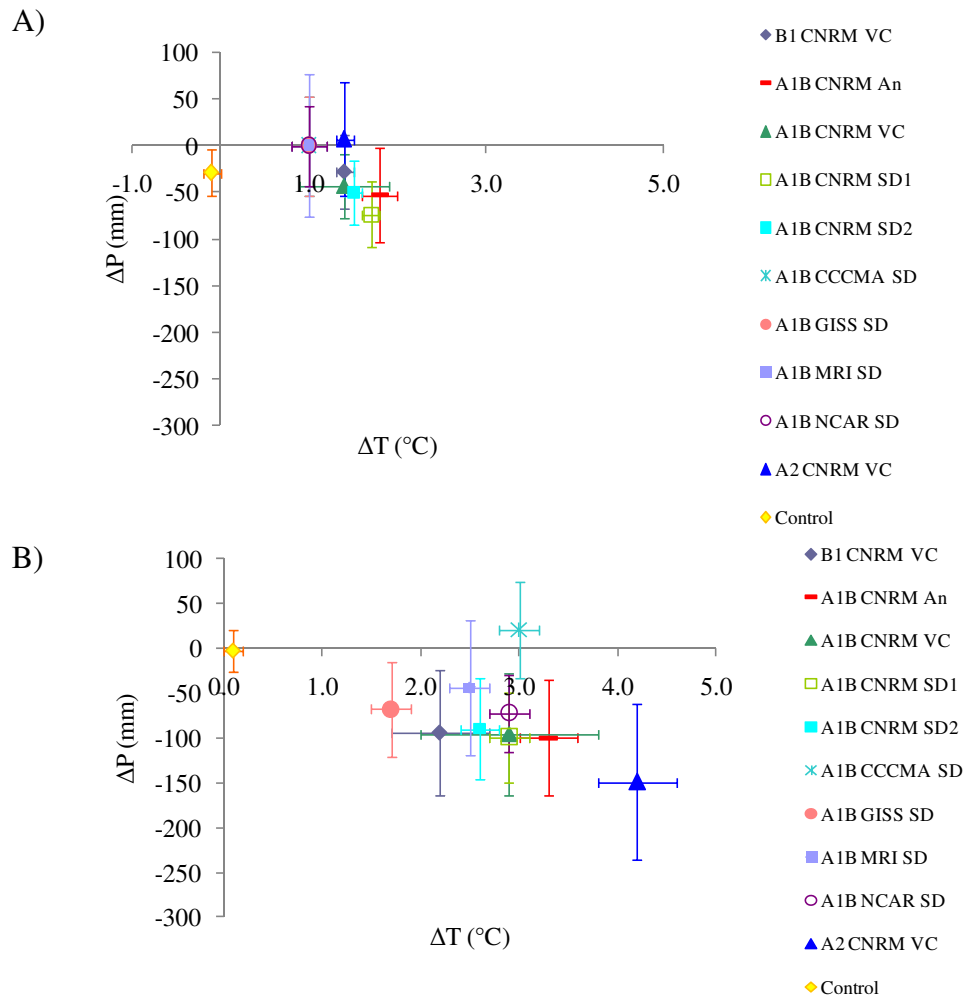 A)
100
50
0
-50
-100
-150
-200
-250
-300
-1.0
1.0
3.0
5.0
ΔP (mm)
ΔT (°C)
B1 CNRM VC
A1B CNRM An
A1B CNRM VC
A1B CNRM SD1
A1B CNRM SD2
A1B CCCMA SD
A1B GISS SD
A1B MRI SD
A1B NCAR SD
A2 CNRM VC
Control
B)
100
50
0
-50
-100
-150
-200
-250
-300
0.0
1.0
2.0
3.0
4.0
5.0
ΔP (mm)
ΔT (°C)
B1 CNRM VC
A1B CNRM An
A1B CNRM VC
A1B CNRM SD1
A1B CNRM SD2
A1B CCCMA SD
A1B GISS SD
A1B MRI SD
A1B NCAR SD
A2 CNRM VC
Control